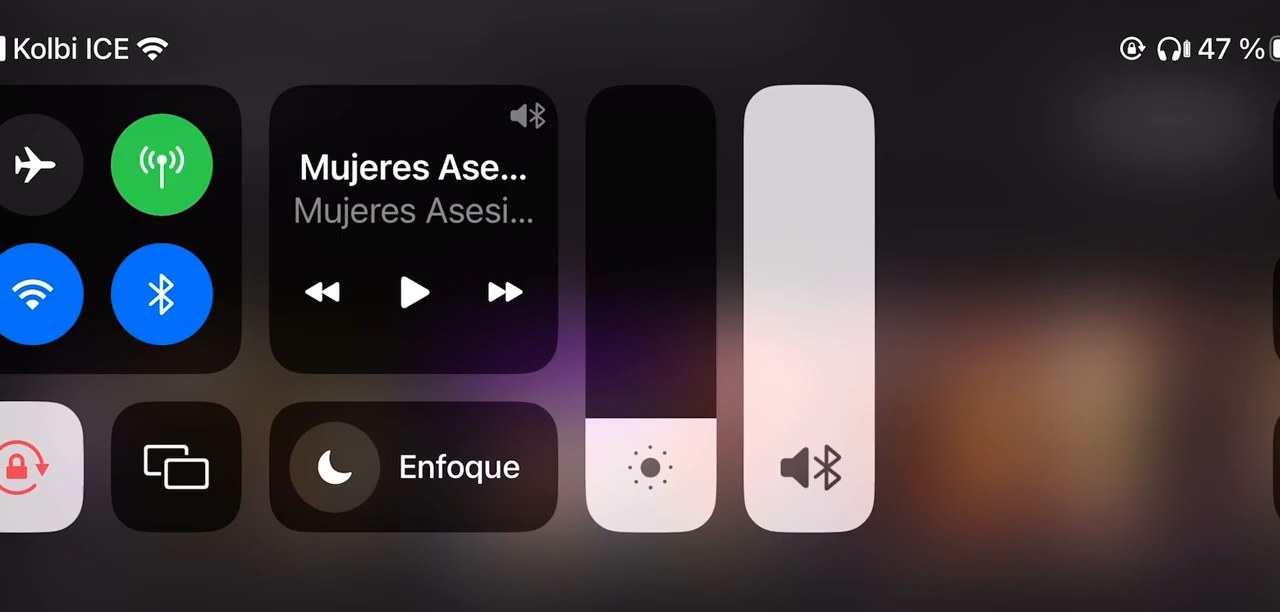 Kolbi ICE
47 %
Mujeres Ase...
Mujeres Asesi...
Enfoque